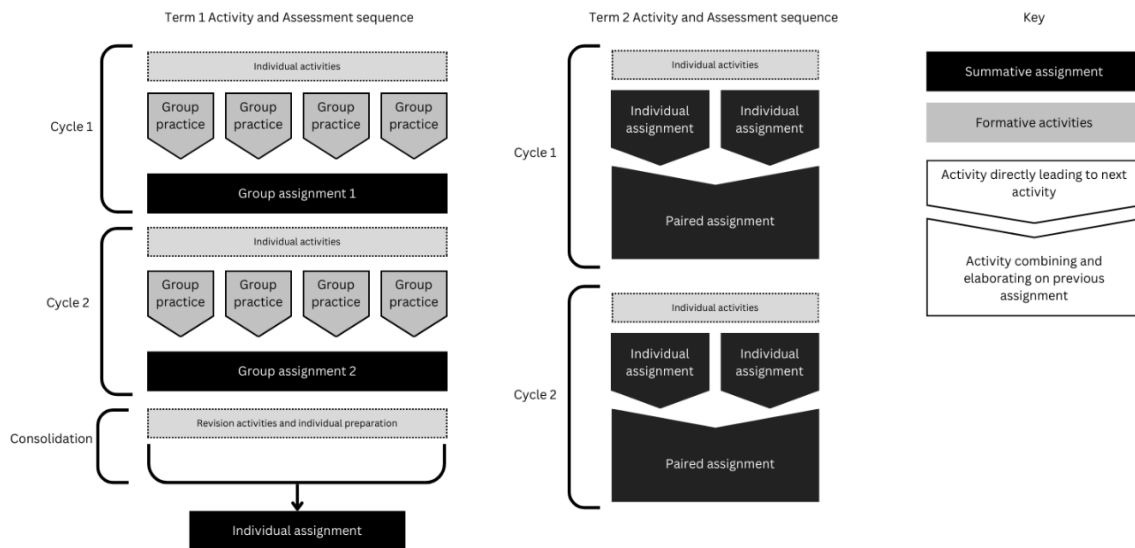 Term 1 Activity and Assessment sequence
Cycle 1
Individual activities
Group
practice
Group
practice
Group
practice
Group
practice
Group assignment 1
Cycle 2
Individual activities
Group
practice
Group
practice
Group
practice
Group
practice
Group assignment 2
Consolidation
Revision activities and individual preparation
Individual assignment
Term 2 Activity and Assessment sequence
Cycle 1
Individual activities
Individual
assignment
Individual
assignment
Paired assignment
Cycle 2
Individual activities
Individual
assignment
Individual
assignment
Paired assignment
Key
Summative assignment
Formative activities
Activity directly leading to next
activity
Activity combining and
elaborating on previous
assignment